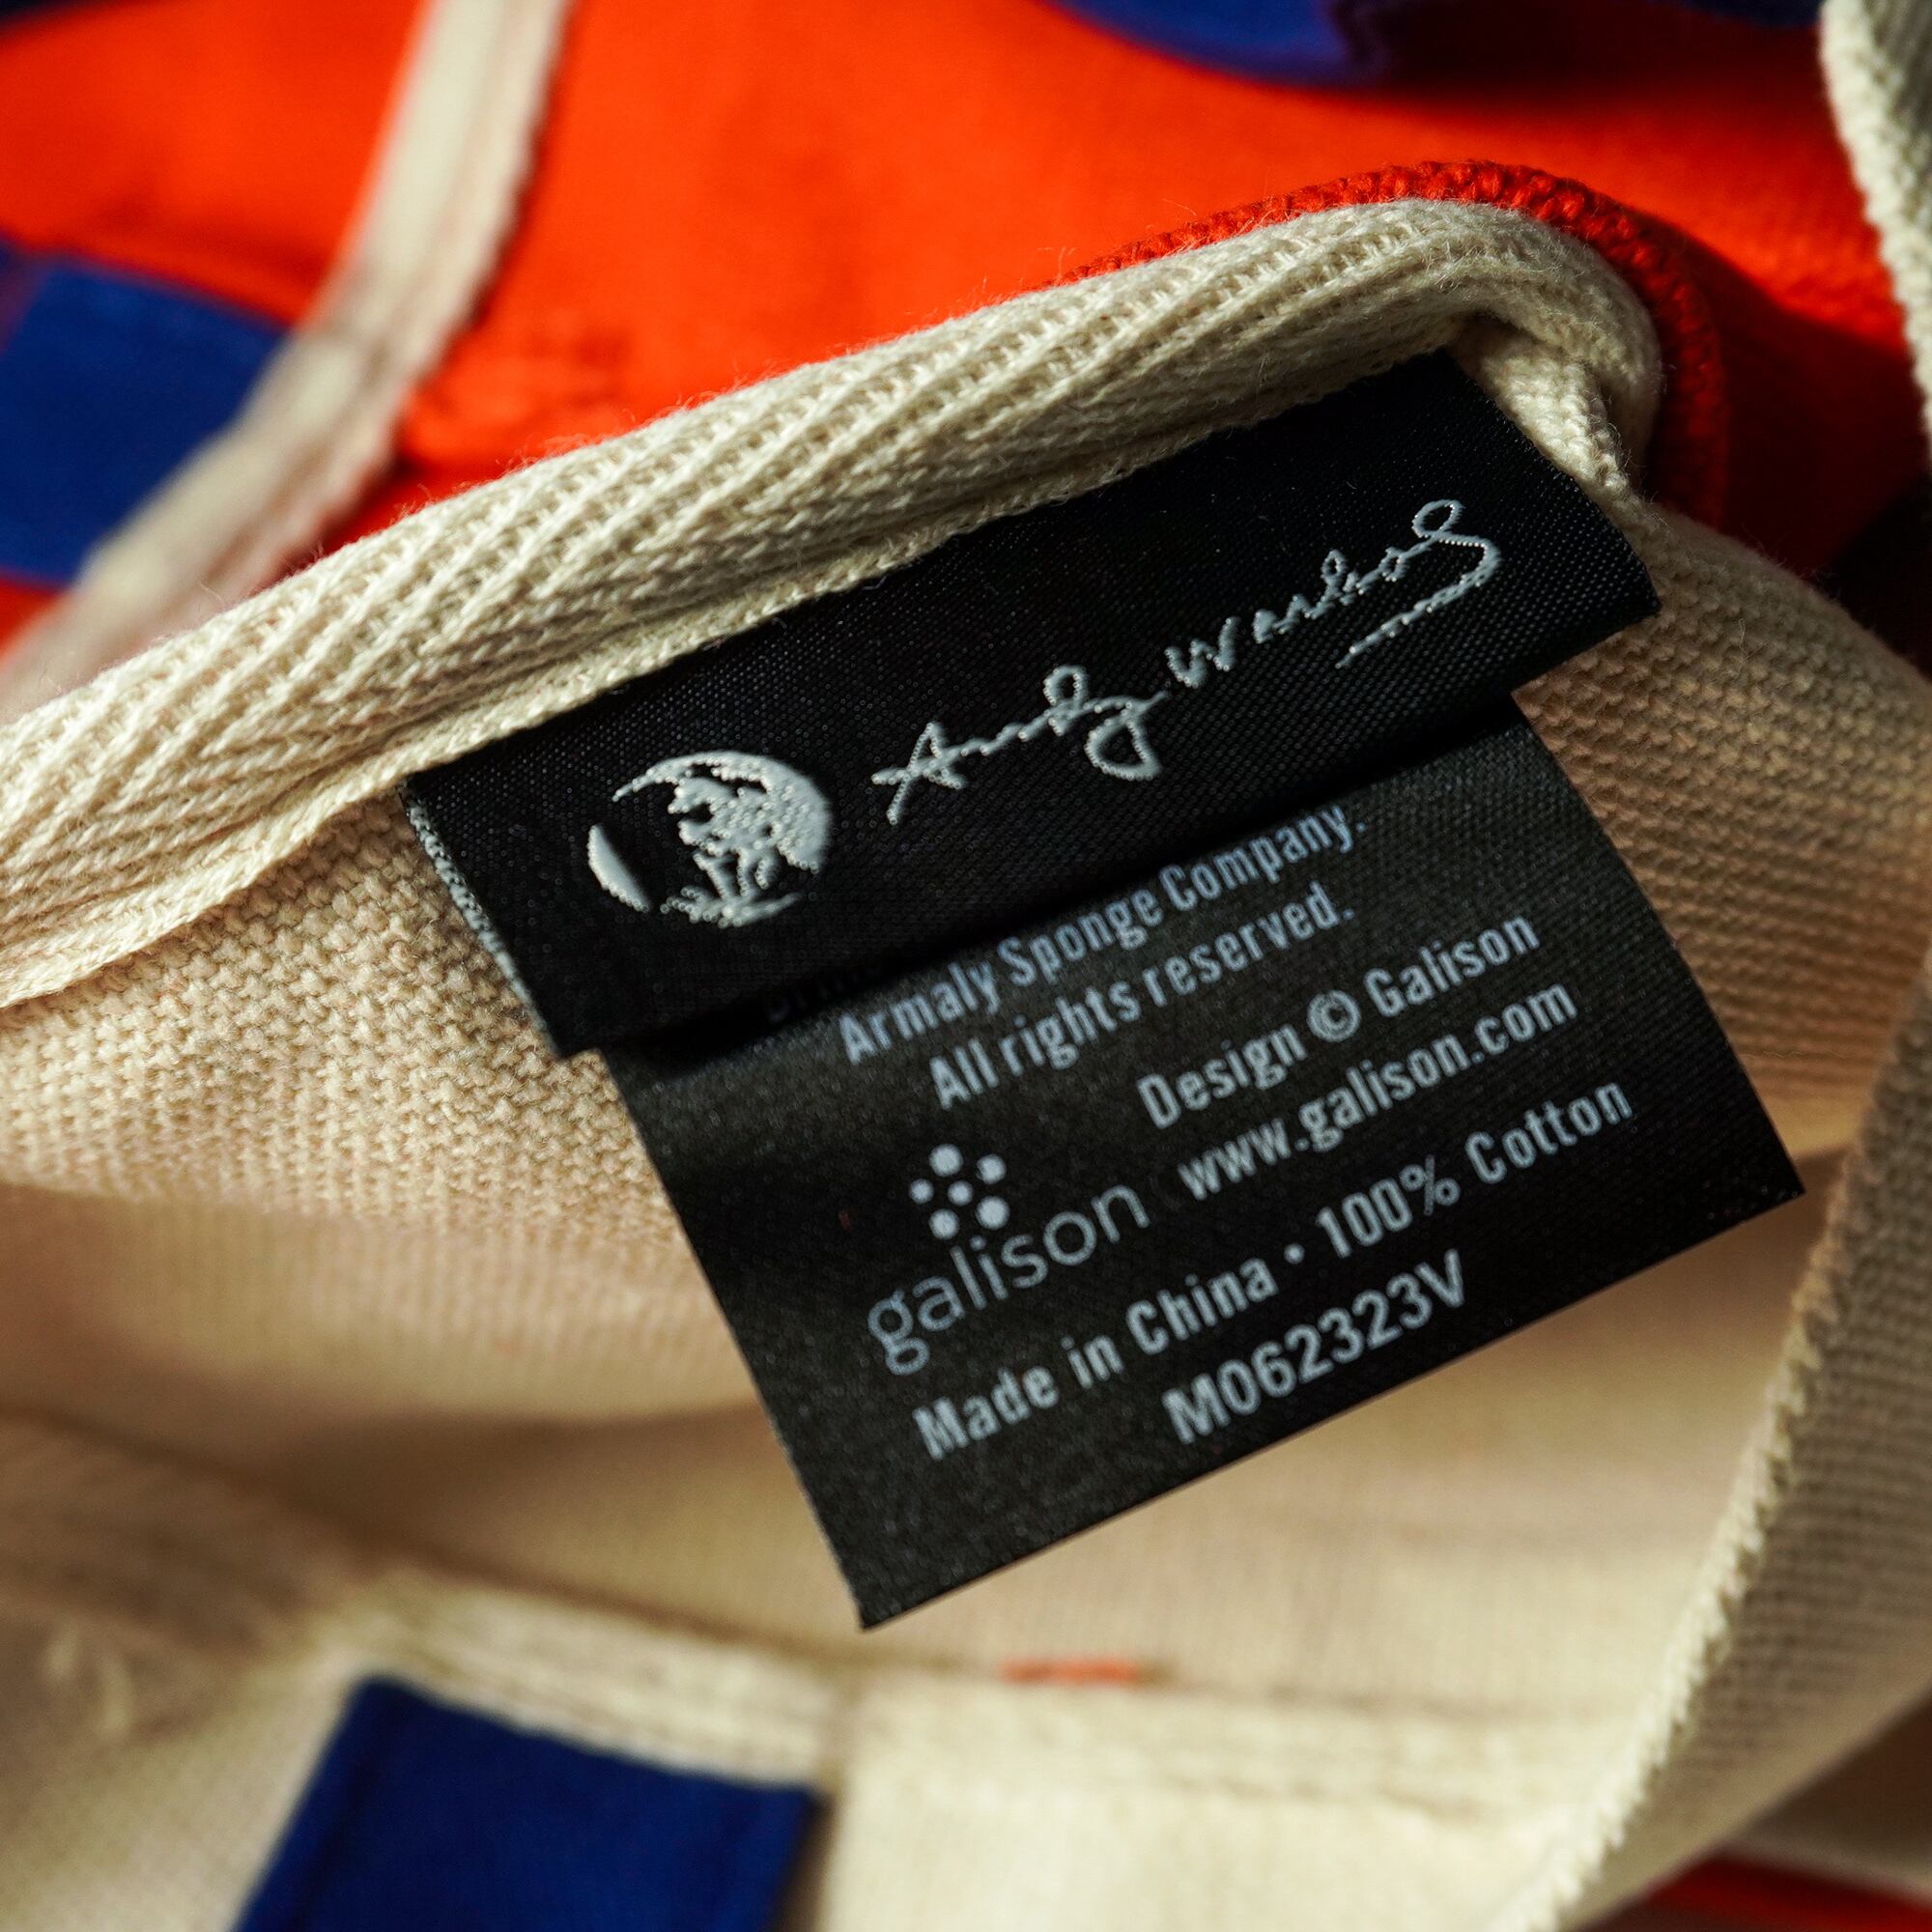 Andy Warhol
Armaly Sponge Company.
All rights reserved.
Design © Galison
www.galison.com
galison
Made in China • 100% Cotton
M062323V